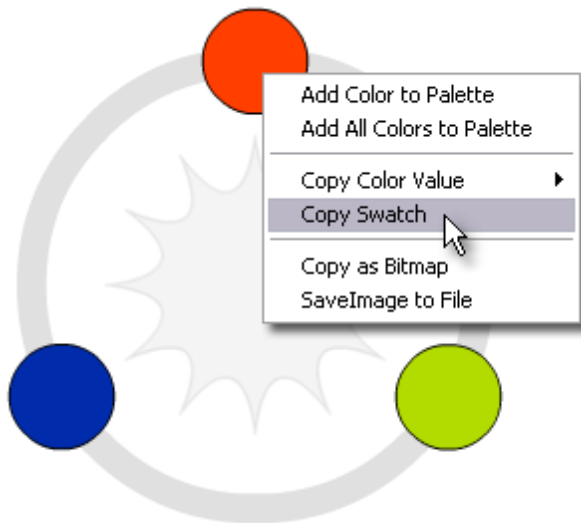 Add Color to Palette
Add All Colors to Palette
Copy Color Value
Copy Swatch
Copy as Bitmap
SaveImage to File